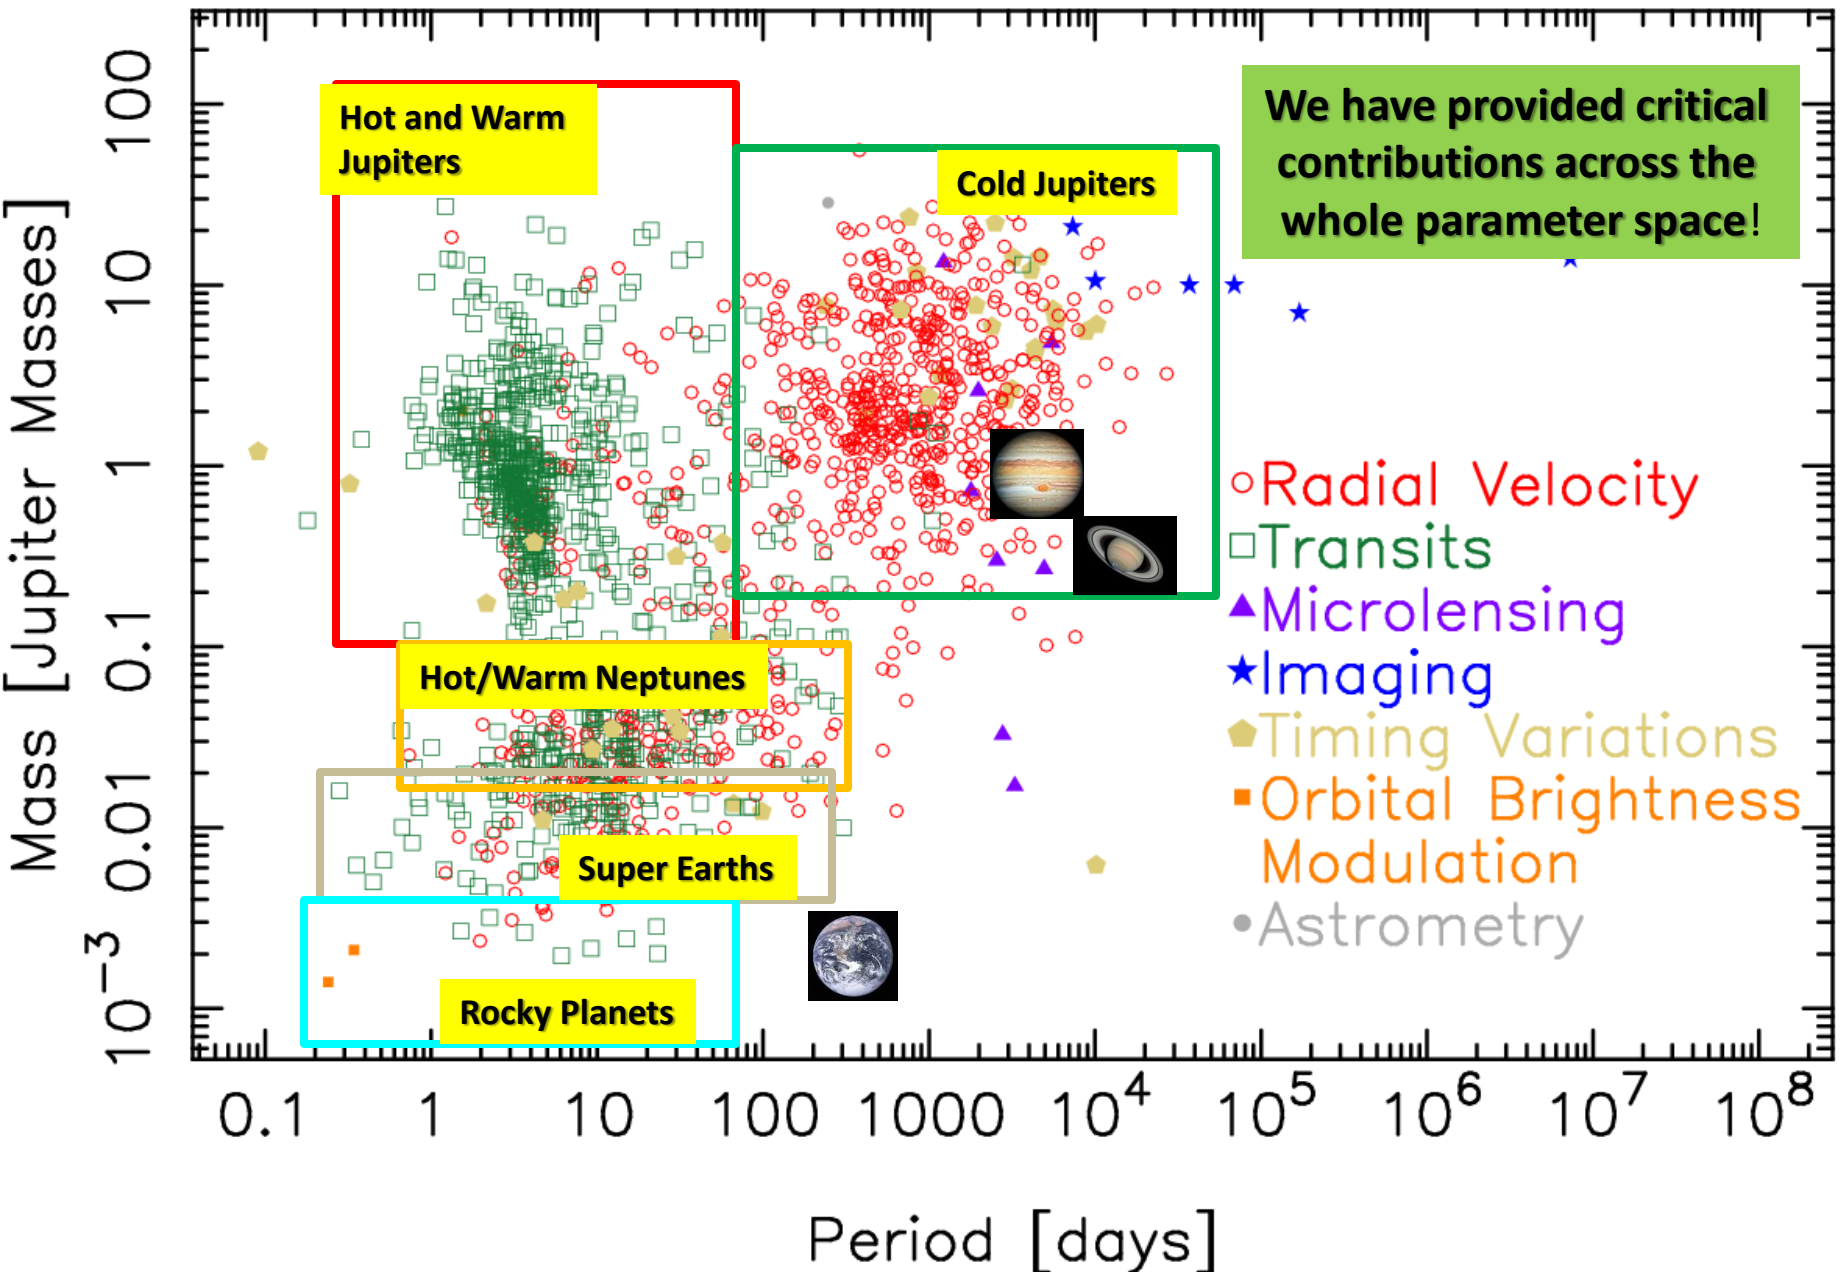 Mass [Jupiter Masses]
100
10
1
0.1
0.01
10⁻³
Hot and Warm
Jupiters
Cold Jupiters
We have provided critical
contributions across the
whole parameter space!
Hot/Warm Neptunes
Super Earths
Rocky Planets
Radial Velocity
Transits
Microlensing
Imaging
Timing Variations
Orbital Brightness
Modulation
Astrometry
0.1 1 10 100 1000 10⁴ 10⁵ 10⁶ 10⁷ 10⁸
Period [days]